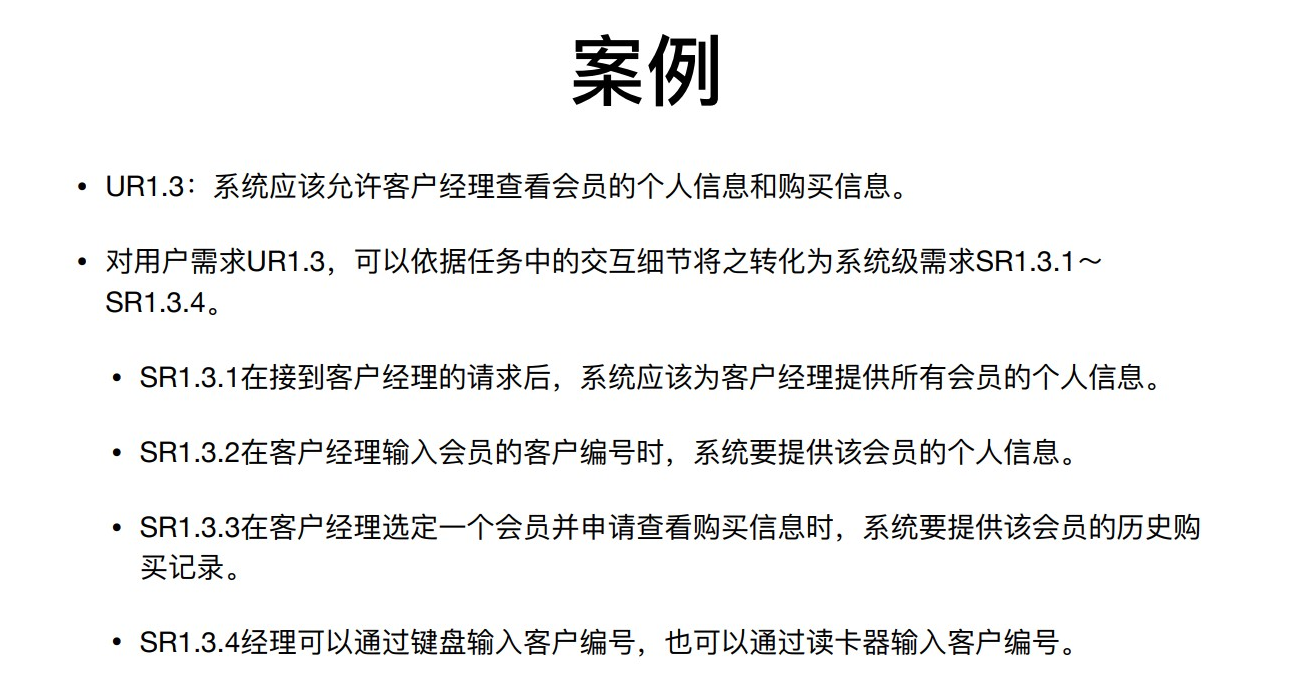 案例
• UR1.3：系统应该允许客户经理查看会员的个人信息和购买信息。
• 对用户需求UR1.3，可以依据任务中的交互细节将之转化为系统级需求SR1.3.1～
SR1.3.4。
• SR1.3.1在接到客户经理的请求后，系统应该为客户经理提供所有会员的个人信息。
• SR1.3.2在客户经理输入会员的客户编号时，系统要提供该会员的个人信息。
• SR1.3.3在客户经理选定一个会员并申请查看购买信息时，系统要提供该会员的历史购
买记录。
• SR1.3.4经理可以通过键盘输入客户编号，也可以通过读卡器输入客户编号。